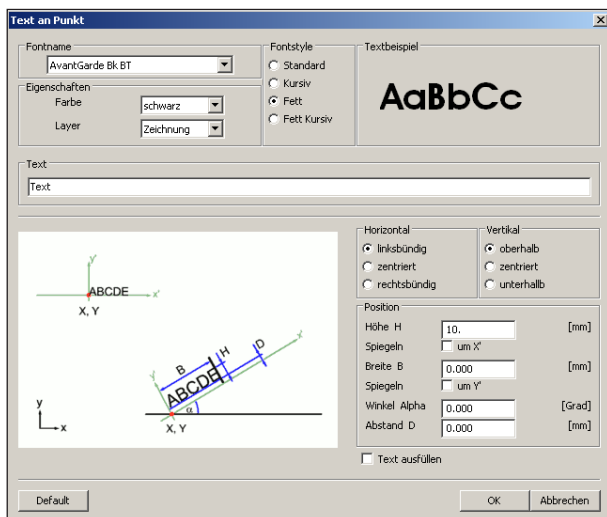 Text an Punkt
Fontname
AvantGarde Bk BT
Eigenschaften
Farbe
schwarz
Layer
Zeichnung
Fontstyle
Standard
Kursiv
Fett
Fett Kursiv
Textbeispiel
AaBbCc
Text
Text
y'
ABCDE
x'
X, Y
y
x
B
H
D
x'
y'
ABCDE
α
X, Y
Horizontal
linksbündig
zentriert
rechtsbündig
Vertikal
oberhalb
zentriert
unterhalb
Position
Höhe H 10. [mm]
Spiegeln um X'
Breite B 0.000 [mm]
Spiegeln um Y'
Winkel Alpha 0.000 [Grad]
Abstand D 0.000 [mm]
Text ausfüllen
Default
OK
Abbrechen